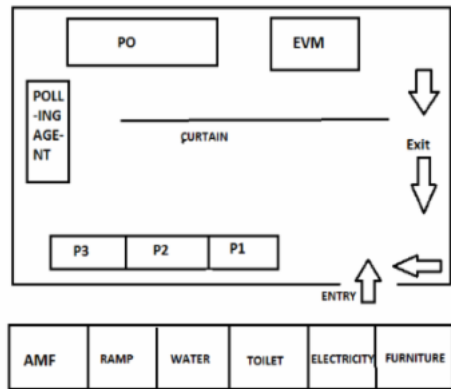 PO
EVM
POLL
-ING
AGE-
NT
CURTAIN
Exit
P3 P2 P1
ENTRY
AMF RAMP WATER TOILET ELECTRICITY FURNITURE